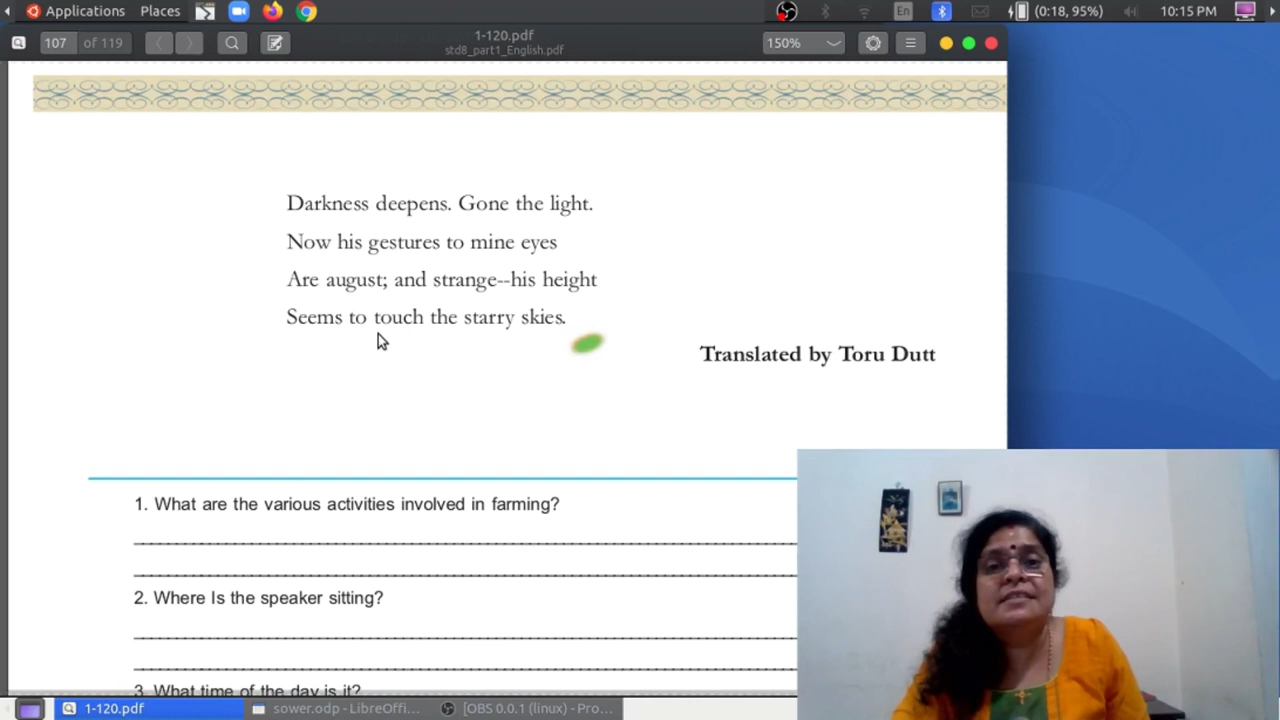 Applications Places En (0:18, 95%) 10:15 PM
107 of 119 1-120.pdf 150%
std8_part1_English.pdf
Darkness deepens. Gone the light.
Now his gestures to mine eyes
Are august; and strange--his height
Seems to touch the starry skies.
Translated by Toru Dutt
1. What are the various activities involved in farming?
2. Where Is the speaker sitting?
3. What time of the day is it?
1-120.pdf sower.odp - LibreOffi... [OBS 0.0.1 (linux) - Pro...